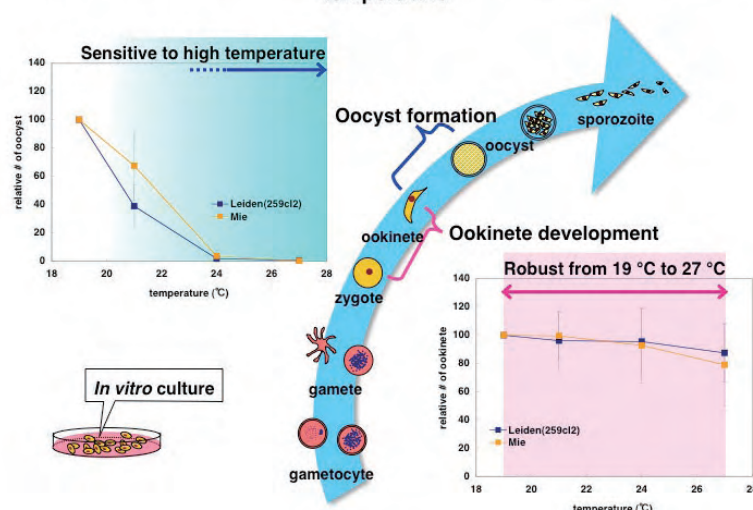 Sensitive to high temperature
relative # of oocyst
140
120
100
80
60
40
20
0
Leiden(259cl2)
Mie
18
20
22
24
26
28
temperature (℃)
Oocyst formation
sporozoite
oocyst
ookinete
Ookinete development
zygote
gamete
gametocyte
In vitro culture
Robust from 19 °C to 27 °C
relative # of ookinete
140
120
100
80
60
40
20
0
Leiden(259cl2)
Mie
18
20
22
24
26
28
temperature (℃)